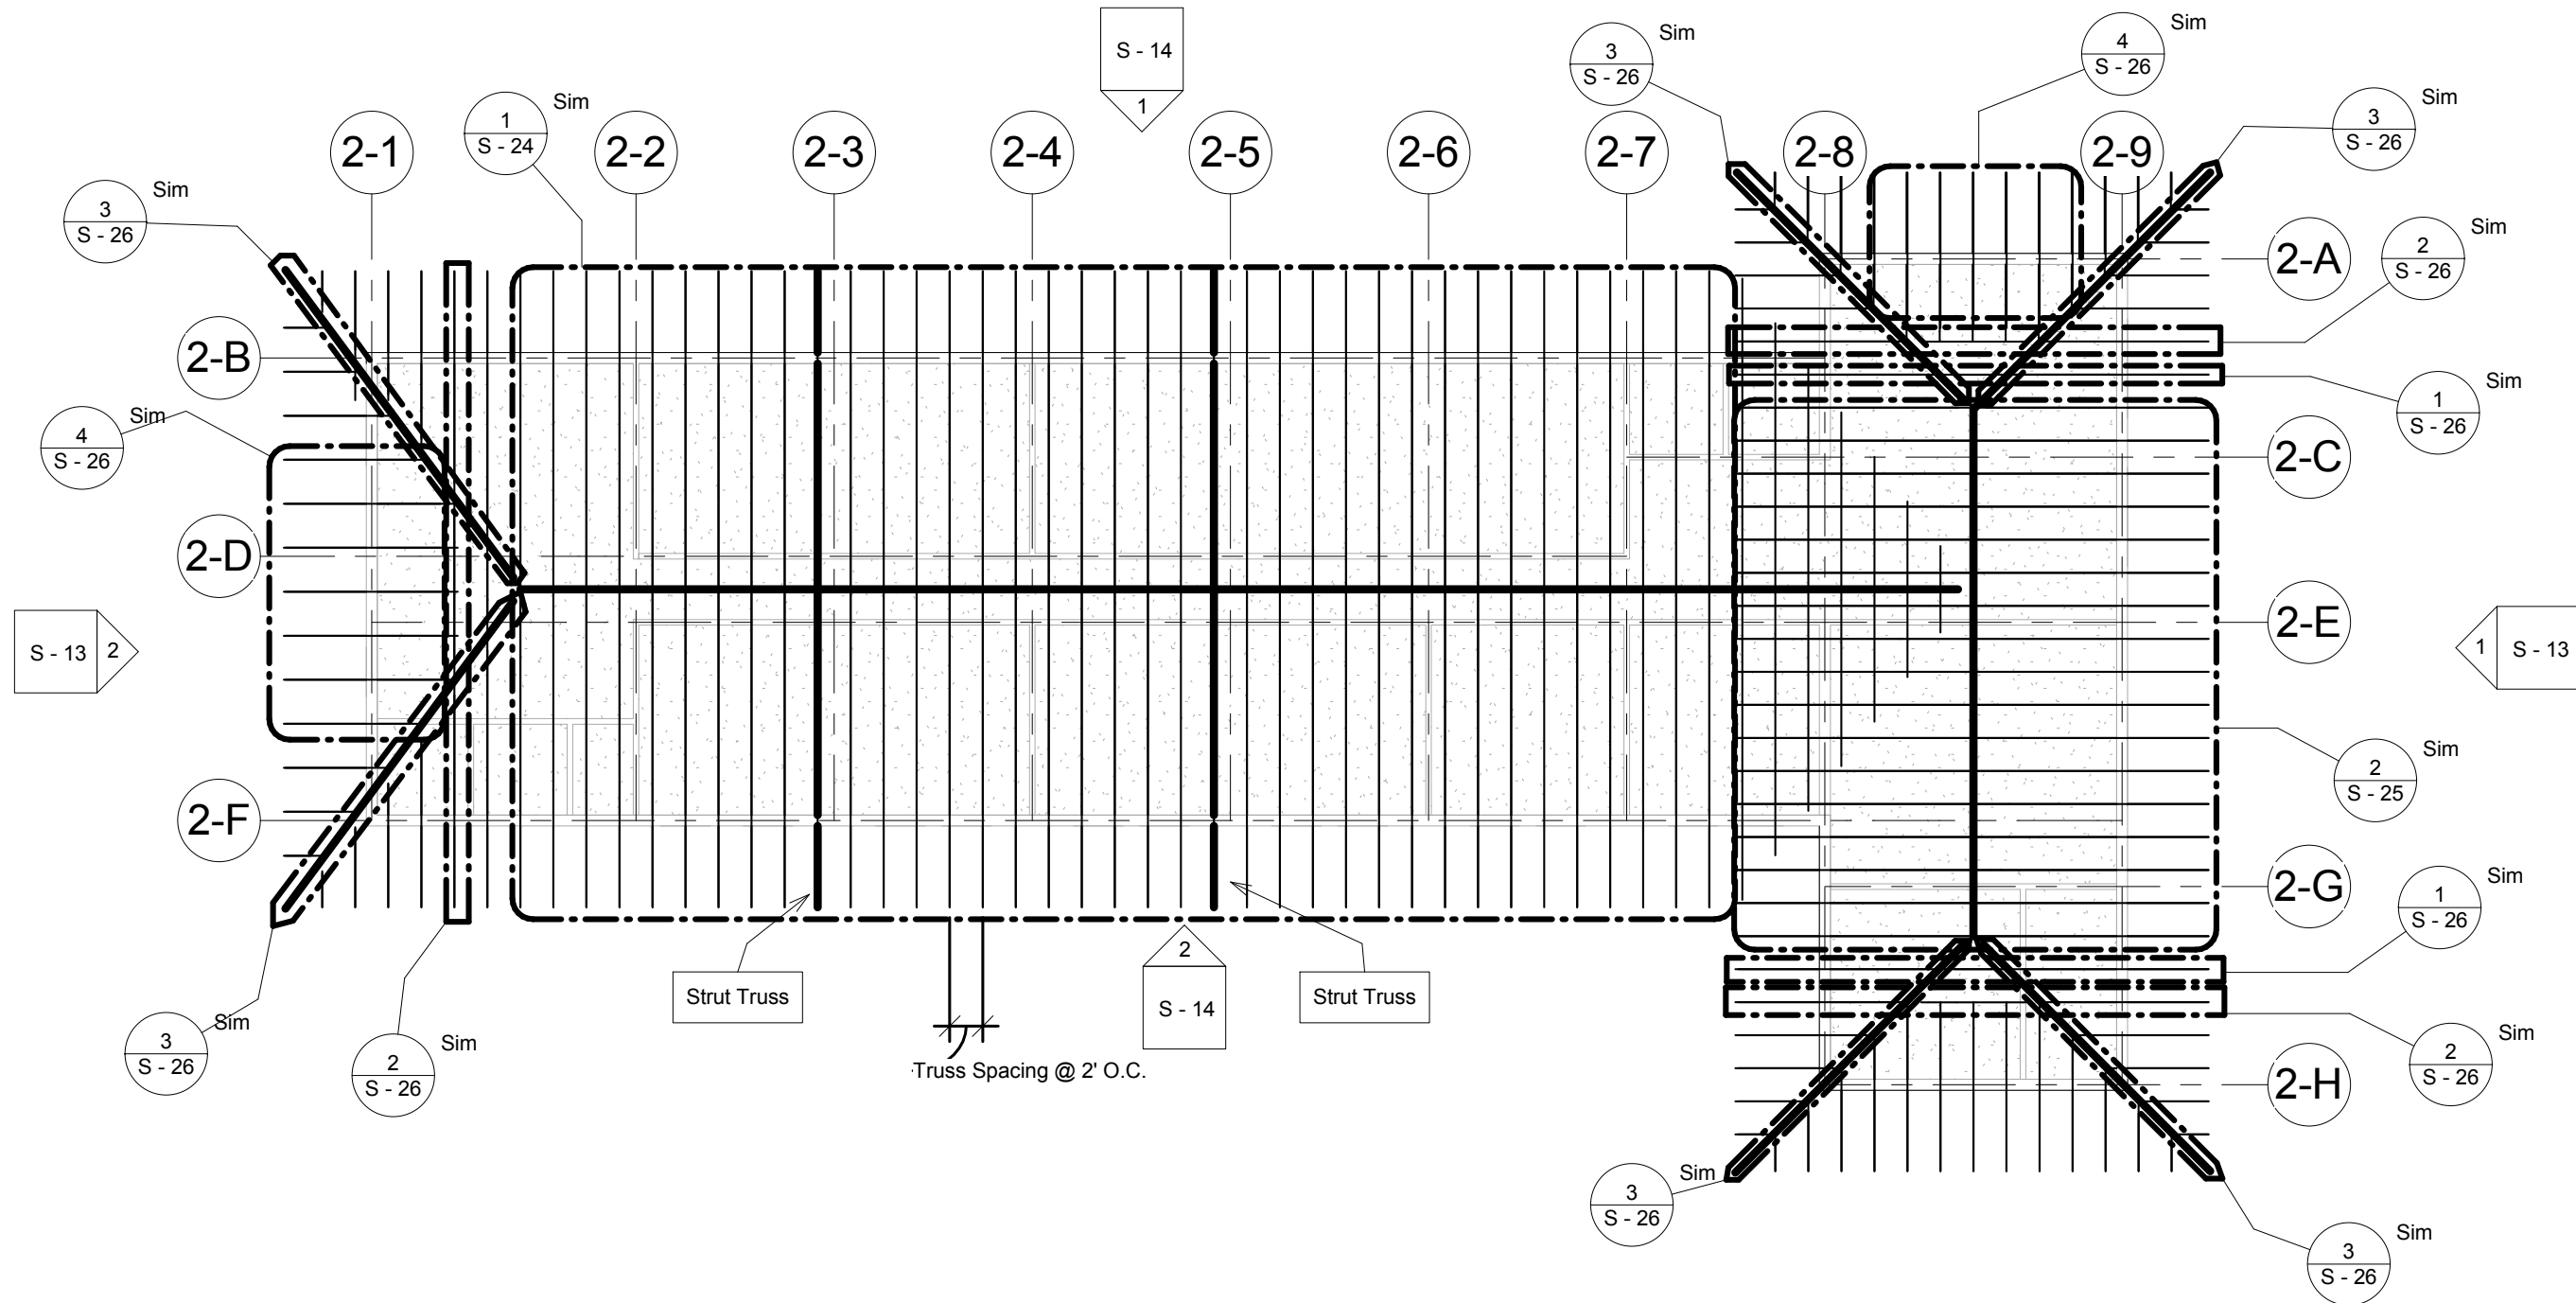 S - 14
1
3
S - 26
Sim
4
S - 26
Sim
3
S - 26
Sim
1
S - 24
Sim
2-1
2-2
2-3
2-4
2-5
2-6
2-7
2-8
2-9
3
S - 26
Sim
2-A
2
S - 26
Sim
2-B
1
S - 26
Sim
4
S - 26
Sim
2-C
2-D
2-E
S - 13
2
1
S - 13
2
S - 25
Sim
2-F
2-G
1
S - 26
Sim
Strut Truss
2
S - 14
Strut Truss
3
S - 26
Sim
2
S - 26
Sim
Truss Spacing @ 2' O.C.
2
S - 26
Sim
2-H
3
S - 26
Sim
3
S - 26
Sim